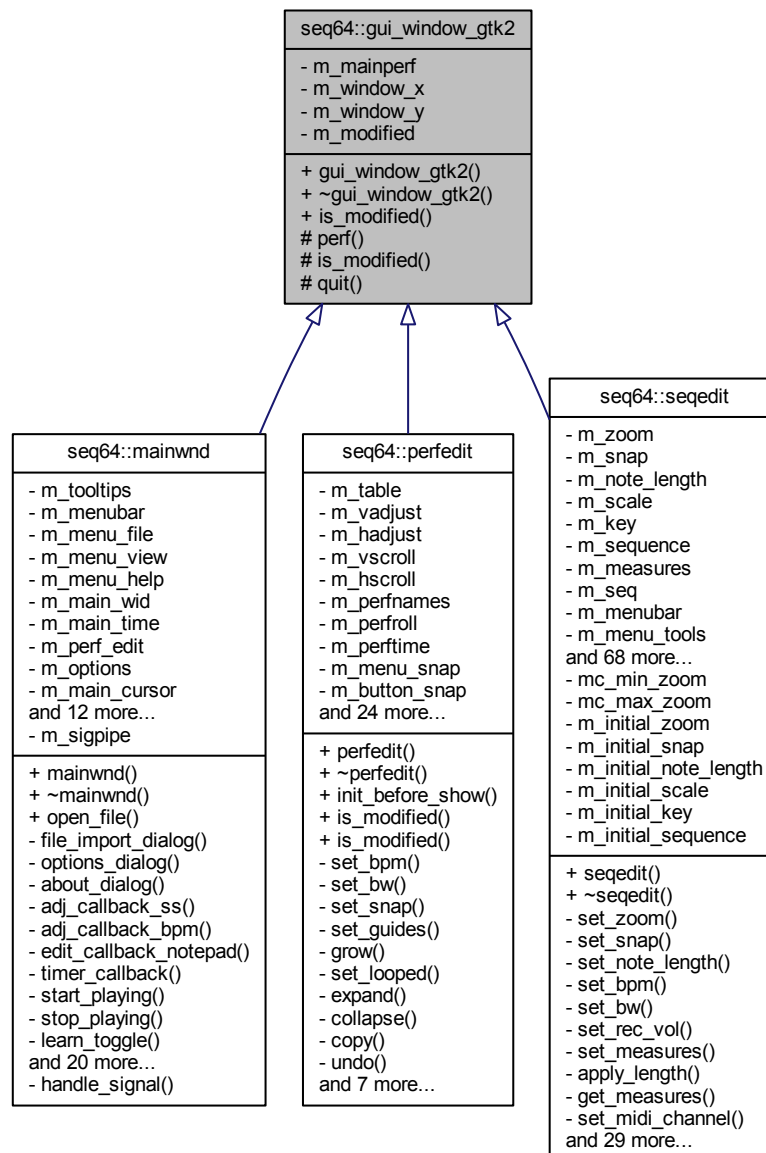 seq64::gui_window_gtk2
- m_mainperf
- m_window_x
- m_window_y
- m_modified
+ gui_window_gtk2()
+ ~gui_window_gtk2()
+ is_modified()
# perf()
# is_modified()
# quit()
seq64::mainwnd
- m_tooltips
- m_menubar
- m_menu_file
- m_menu_view
- m_menu_help
- m_main_wid
- m_main_time
- m_perf_edit
- m_options
- m_main_cursor
and 12 more...
- m_sigpipe
+ mainwnd()
+ ~mainwnd()
+ open_file()
- file_import_dialog()
- options_dialog()
- about_dialog()
- adj_callback_ss()
- adj_callback_bpm()
- edit_callback_notepad()
- timer_callback()
- start_playing()
- stop_playing()
- learn_toggle()
and 20 more...
- handle_signal()
seq64::perfedit
- m_table
- m_vadjust
- m_hadjust
- m_vscroll
- m_hscroll
- m_perfnames
- m_perfroll
- m_perftime
- m_menu_snap
- m_button_snap
and 24 more...
+ perfedit()
+ ~perfedit()
+ init_before_show()
+ is_modified()
+ is_modified()
- set_bpm()
- set_bw()
- set_snap()
- set_guides()
- grow()
- set_looped()
- expand()
- collapse()
- copy()
- undo()
and 7 more...
seq64::seqedit
- m_zoom
- m_snap
- m_note_length
- m_scale
- m_key
- m_sequence
- m_measures
- m_seq
- m_menubar
- m_menu_tools
and 68 more...
- mc_min_zoom
- mc_max_zoom
- m_initial_zoom
- m_initial_snap
- m_initial_note_length
- m_initial_scale
- m_initial_key
- m_initial_sequence
+ seqedit()
+ ~seqedit()
- set_zoom()
- set_snap()
- set_note_length()
- set_bpm()
- set_bw()
- set_rec_vol()
- set_measures()
- apply_length()
- get_measures()
- set_midi_channel()
and 29 more...